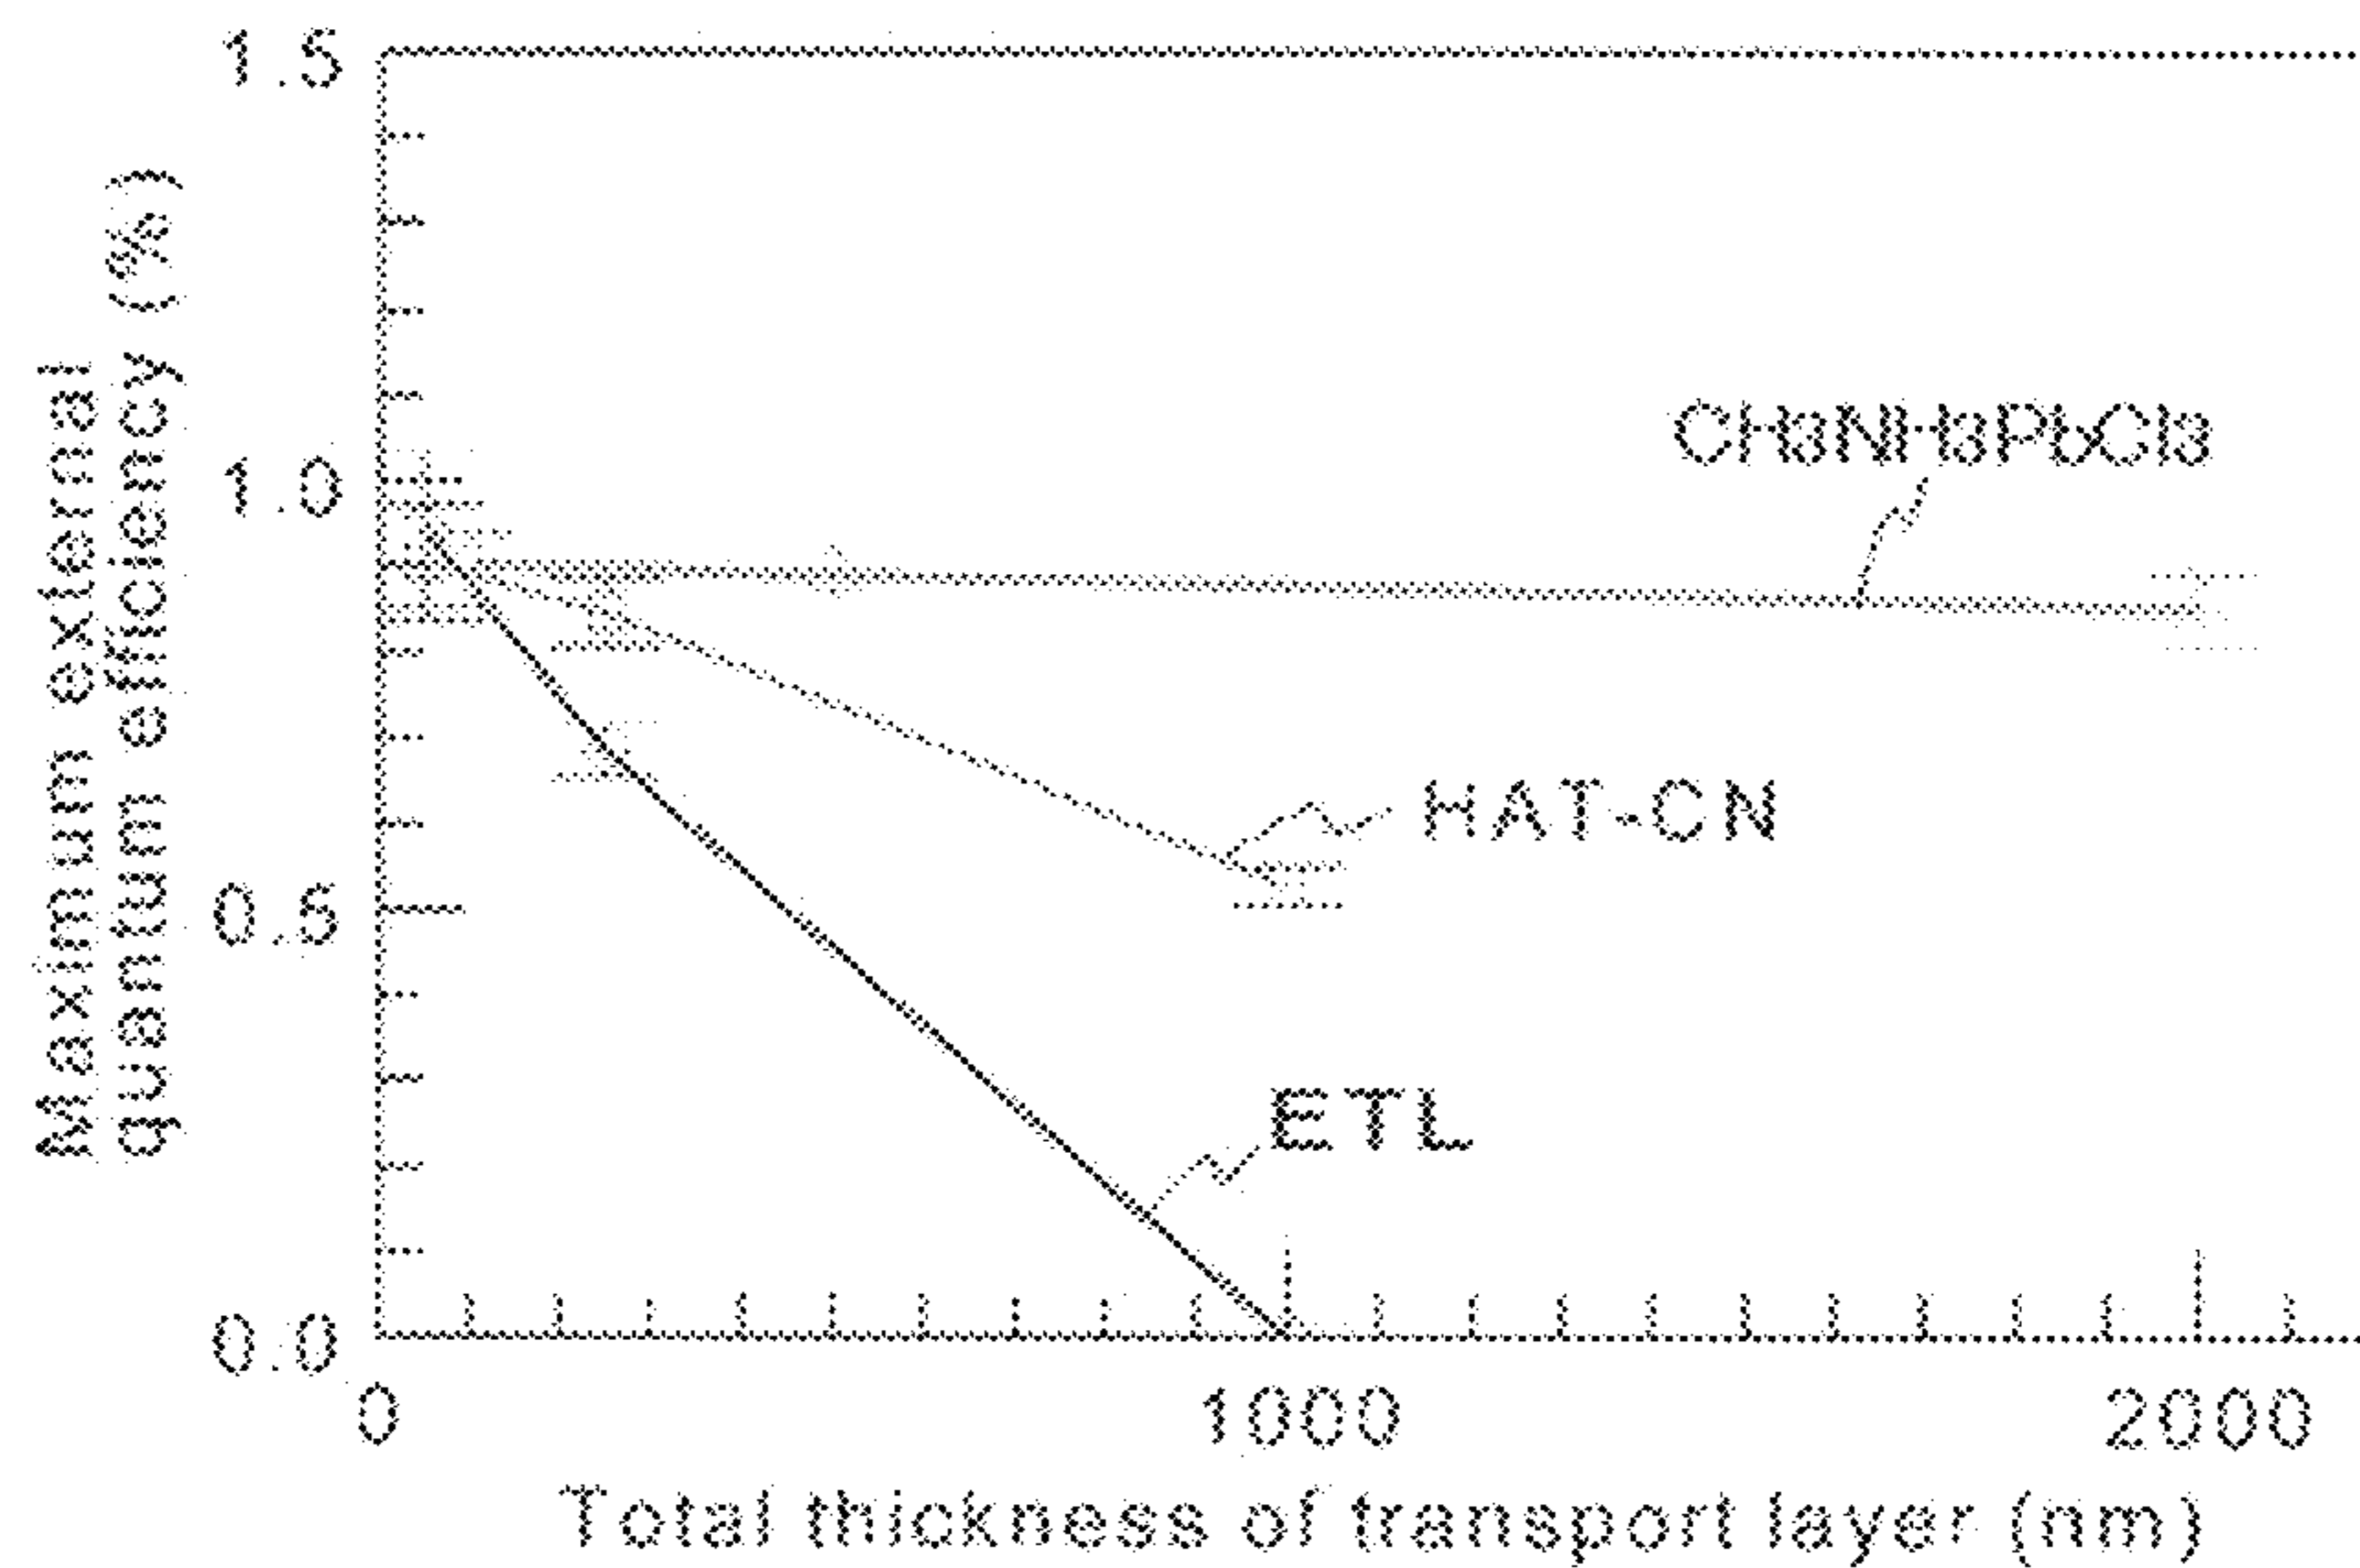 Maximum external
quantum efficiency (%)
1.5
1.0
0.5
0.0
CH3NH3PbCl3
HAT-CN
ETL
0
1000
2000
Total thickness of transport layer (nm)